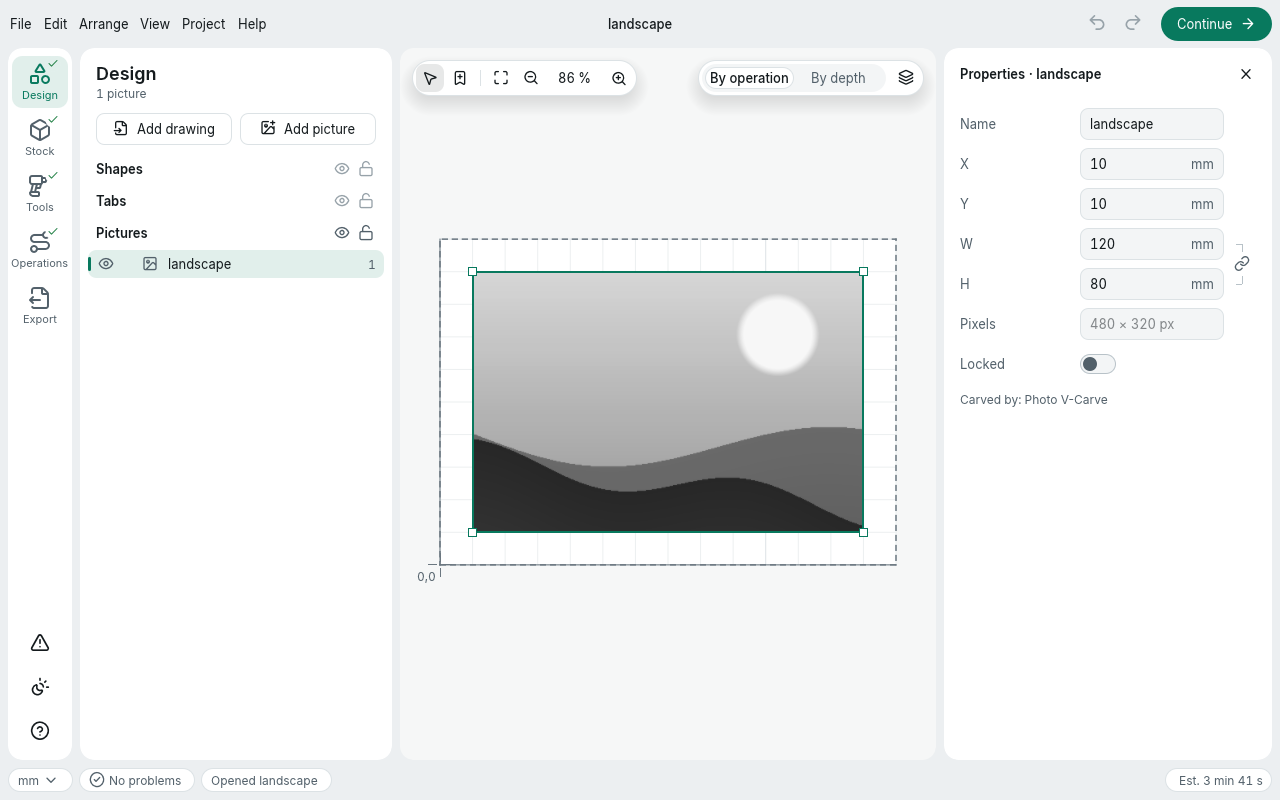 File Edit Arrange View Project Help
landscape
Continue
Design
Stock
Tools
Operations
Export
Design
1 picture
Add drawing
Add picture
Shapes
Tabs
Pictures
landscape 1
86 %
By operation
By depth
0,0
Properties · landscape
Name landscape
X 10 mm
Y 10 mm
W 120 mm
H 80 mm
Pixels 480 × 320 px
Locked
Carved by: Photo V-Carve
mm
No problems
Opened landscape
Est. 3 min 41 s